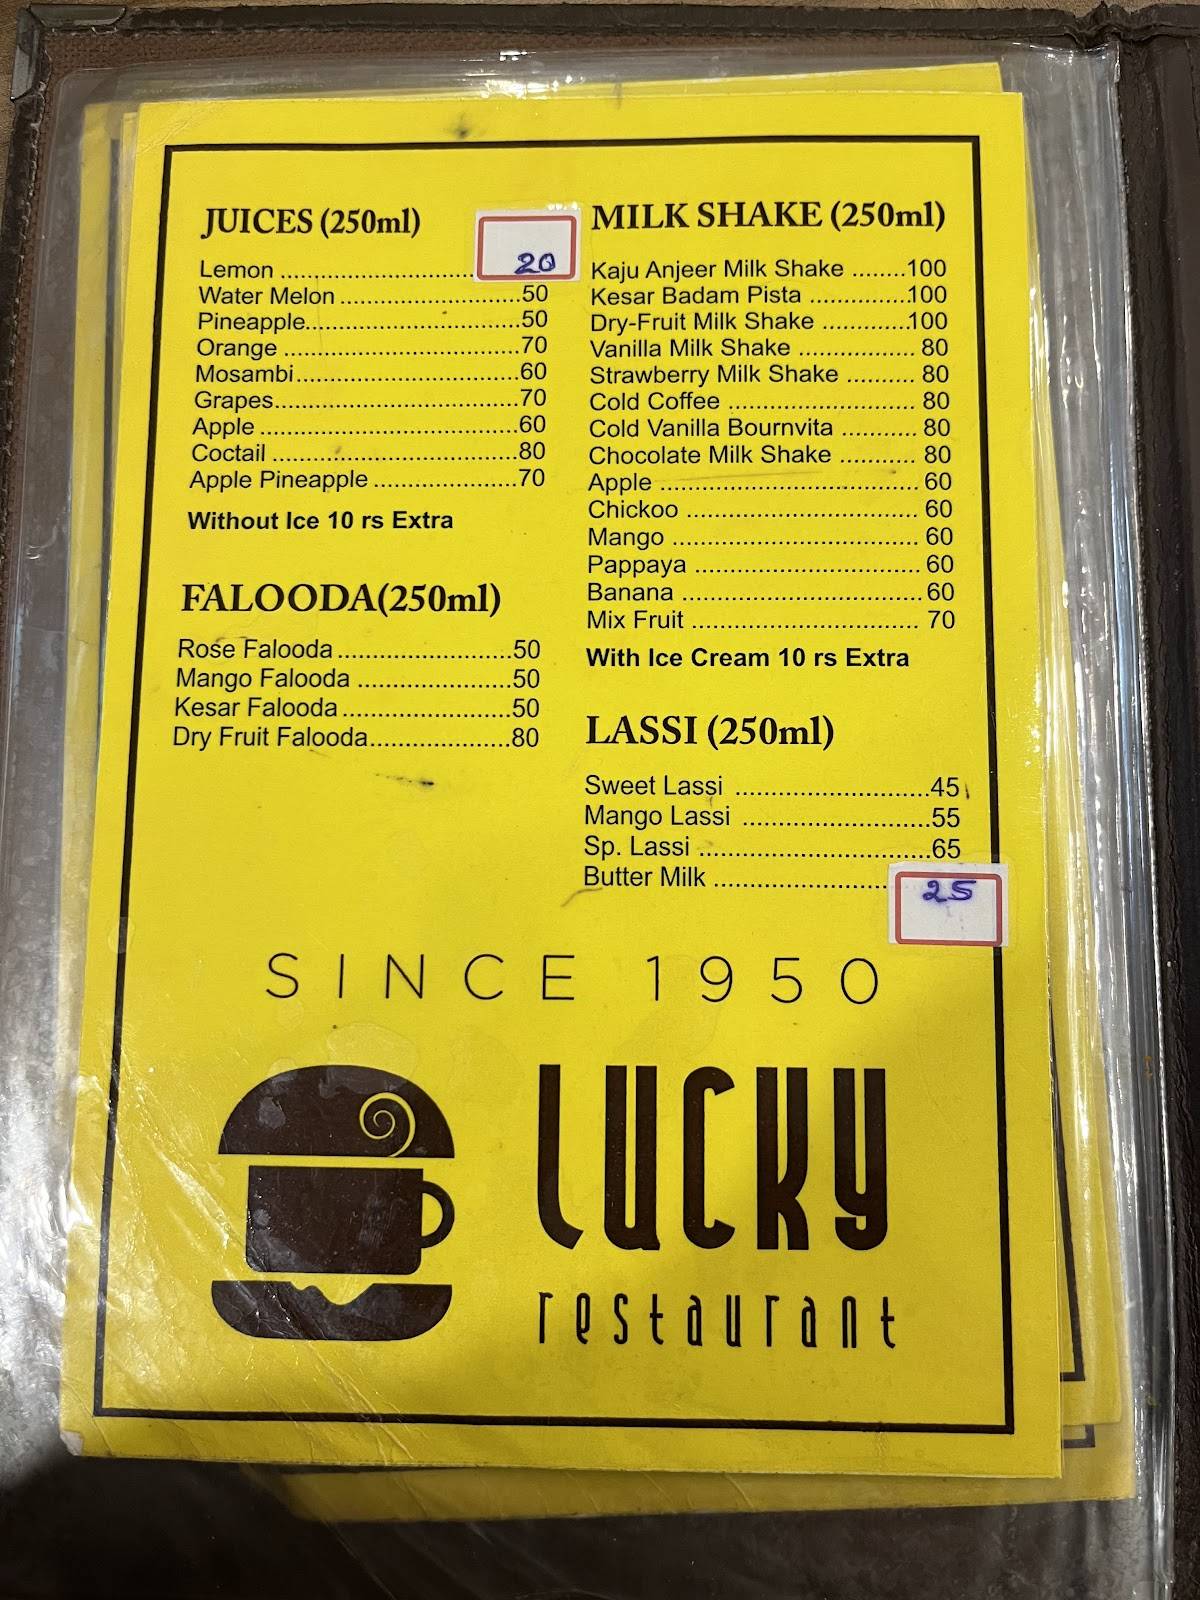 JUICES (250ml)
Lemon ........................... 20
Water Melon ............................50
Pineapple.................................50
Orange ....................................70
Mosambi..................................60
Grapes.....................................70
Apple .......................................60
Coctail .....................................80
Apple Pineapple ......................70
Without Ice 10 rs Extra
FALOODA(250ml)
Rose Falooda ........................50
Mango Falooda .....................50
Kesar Falooda .......................50
Dry Fruit Falooda....................80
MILK SHAKE (250ml)
Kaju Anjeer Milk Shake ........100
Kesar Badam Pista ..............100
Dry-Fruit Milk Shake .............100
Vanilla Milk Shake ................. 80
Strawberry Milk Shake .......... 80
Cold Coffee ........................... 80
Cold Vanilla Bournvita ........... 80
Chocolate Milk Shake ........... 80
Apple ..................................... 60
Chickoo ................................. 60
Mango ................................... 60
Pappaya ................................ 60
Banana .................................. 60
Mix Fruit ................................ 70
With Ice Cream 10 rs Extra
LASSI (250ml)
Sweet Lassi ...........................45
Mango Lassi ..........................55
Sp. Lassi ................................65
Butter Milk ........................ 25
SINCE 1950
LUCKY
restaurant